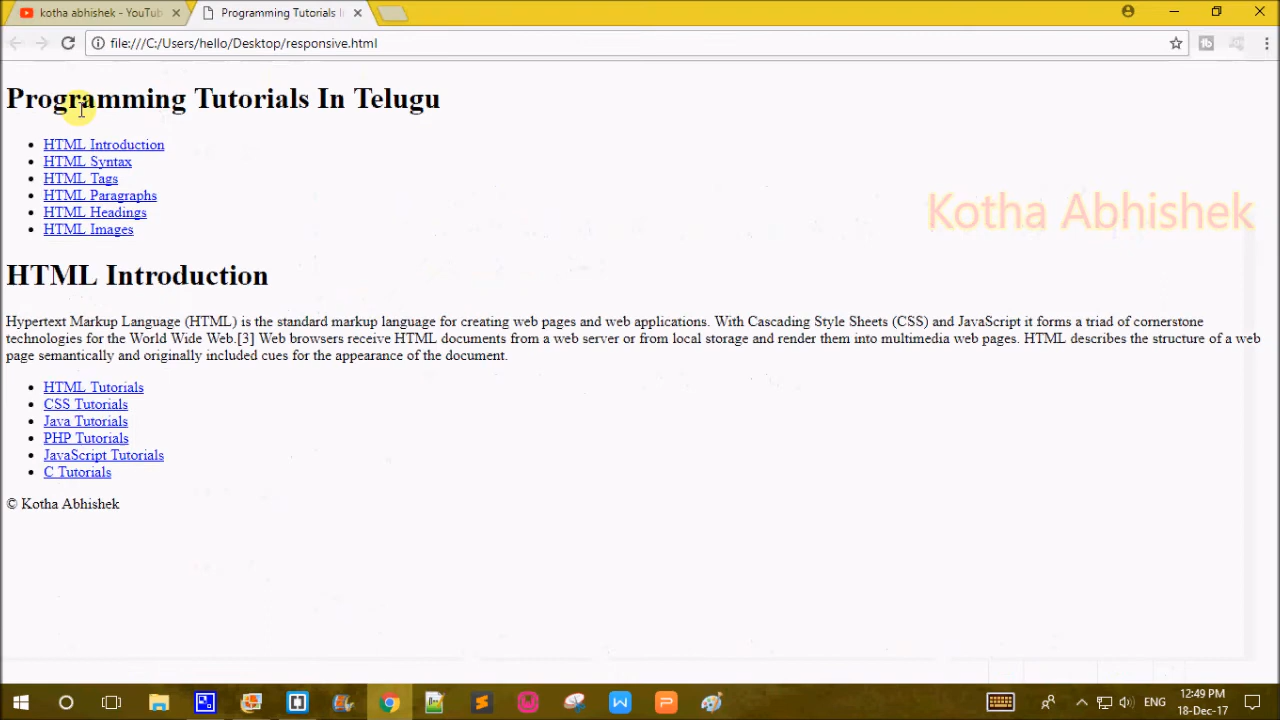 kotha abhishek - YouTub
Programming Tutorials I
file:///C:/Users/hello/Desktop/responsive.html
Programming Tutorials In Telugu
HTML Introduction
HTML Syntax
HTML Tags
HTML Paragraphs
HTML Headings
HTML Images
Kotha Abhishek
HTML Introduction
Hypertext Markup Language (HTML) is the standard markup language for creating web pages and web applications. With Cascading Style Sheets (CSS) and JavaScript it forms a triad of cornerstone
technologies for the World Wide Web.[3] Web browsers receive HTML documents from a web server or from local storage and render them into multimedia web pages. HTML describes the structure of a web
page semantically and originally included cues for the appearance of the document.
HTML Tutorials
CSS Tutorials
Java Tutorials
PHP Tutorials
JavaScript Tutorials
C Tutorials
© Kotha Abhishek
ENG
12:49 PM
18-Dec-17